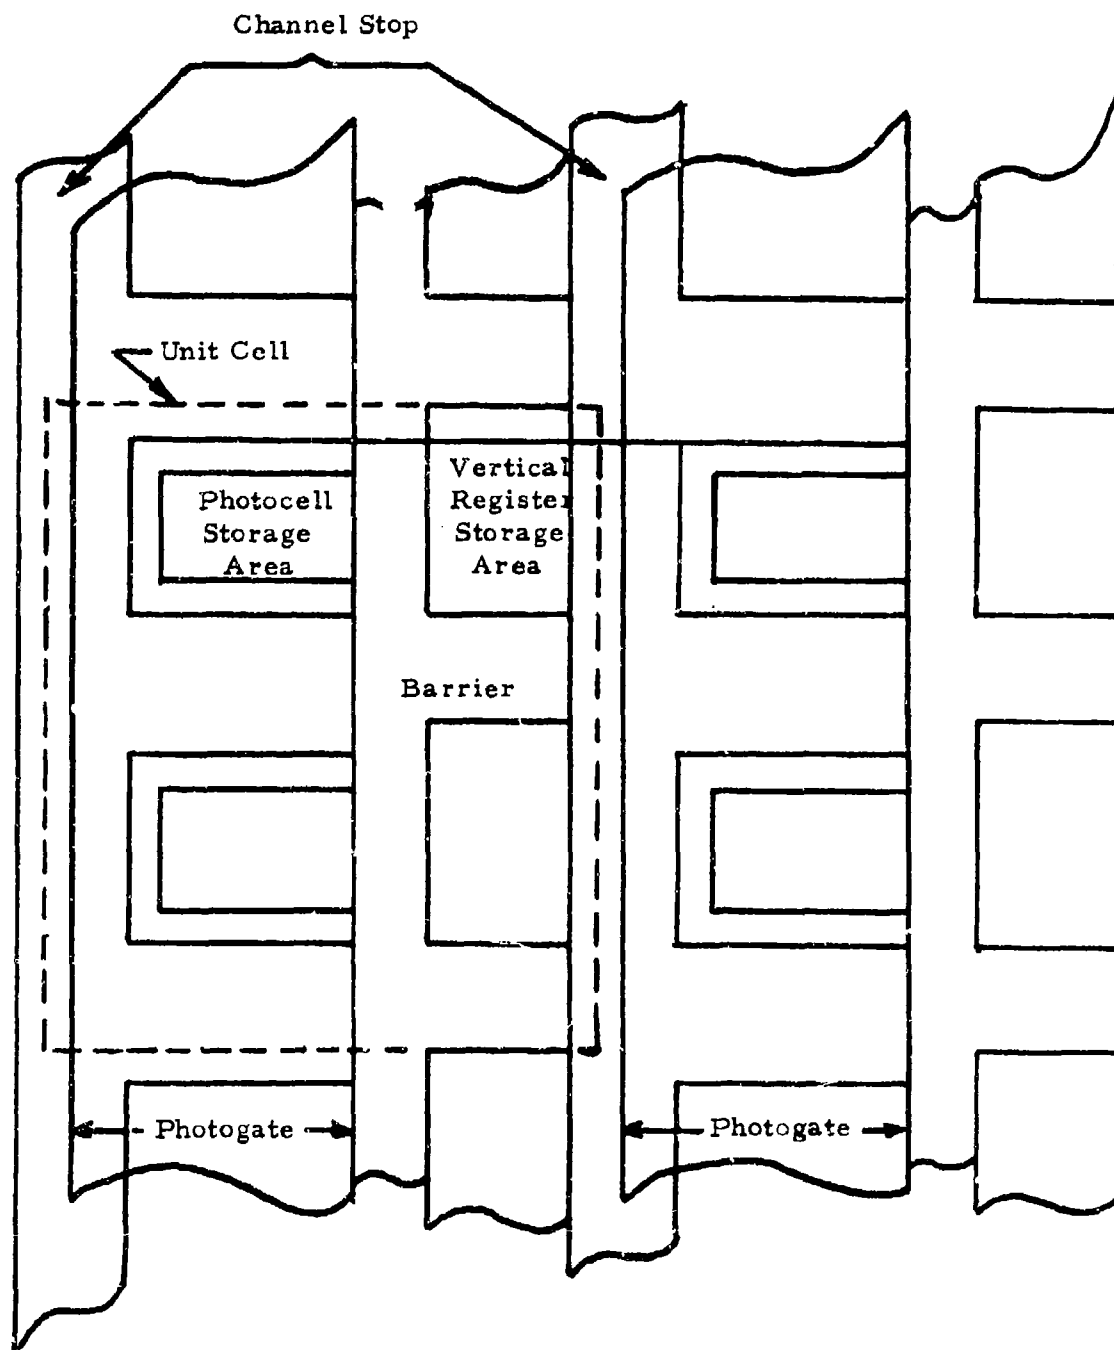 Channel Stop
Unit Cell
Photocell
Storage
Area
Vertical
Register
Storage
Area
Barrier
Photogate
Photogate